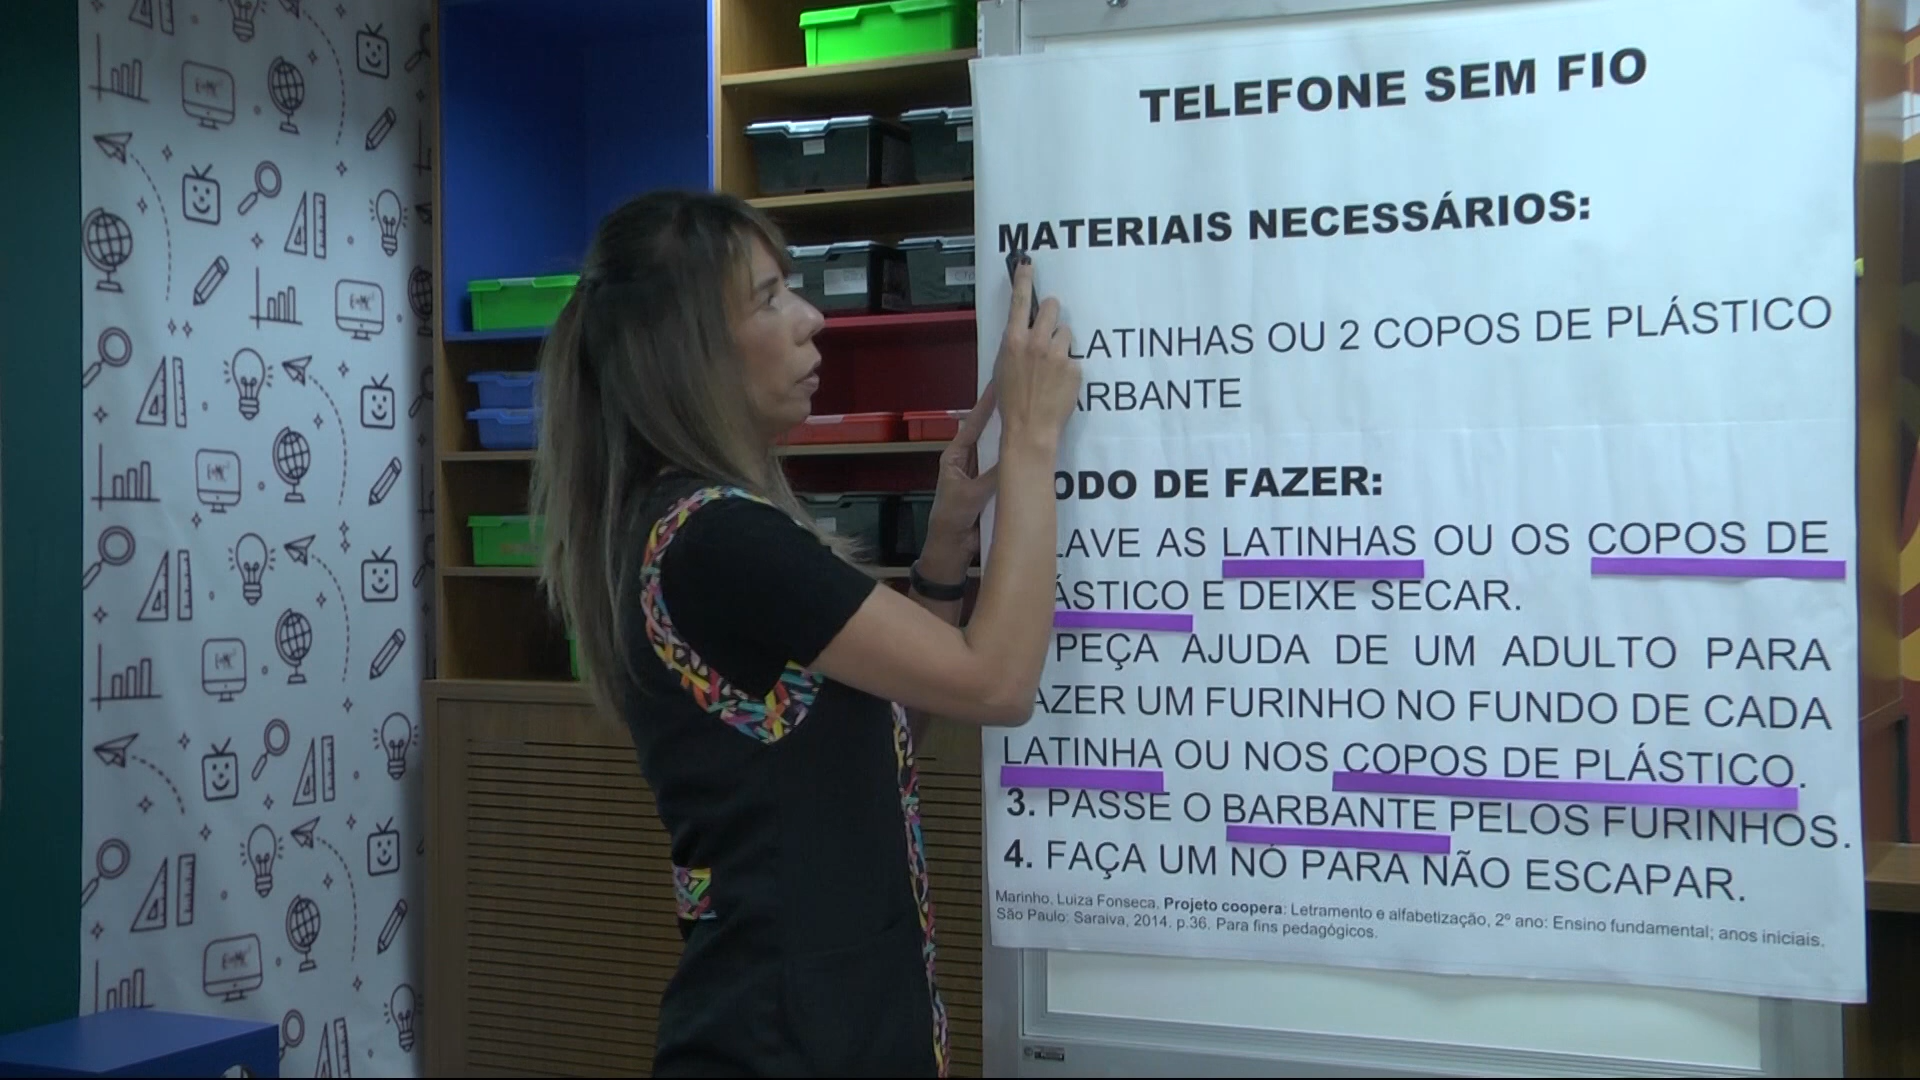 TELEFONE SEM FIO
MATERIAIS NECESSÁRIOS:
LATINHAS OU 2 COPOS DE PLÁSTICO
ARBANTE
ODO DE FAZER:
LAVE AS LATINHAS OU OS COPOS DE
ÁSTICO E DEIXE SECAR.
PEÇA AJUDA DE UM ADULTO PARA
AZER UM FURINHO NO FUNDO DE CADA
LATINHA OU NOS COPOS DE PLÁSTICO.
3. PASSE O BARBANTE PELOS FURINHOS.
4. FAÇA UM NÓ PARA NÃO ESCAPAR.
Marinho, Luiza Fonseca. Projeto coopera: Letramento e alfabetização, 2º ano: Ensino fundamental; anos iniciais.
São Paulo: Saraiva, 2014. p.36. Para fins pedagógicos.